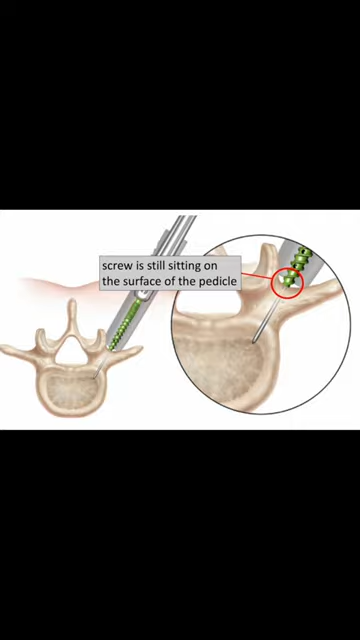 screw is still sitting on
the surface of the pedicle